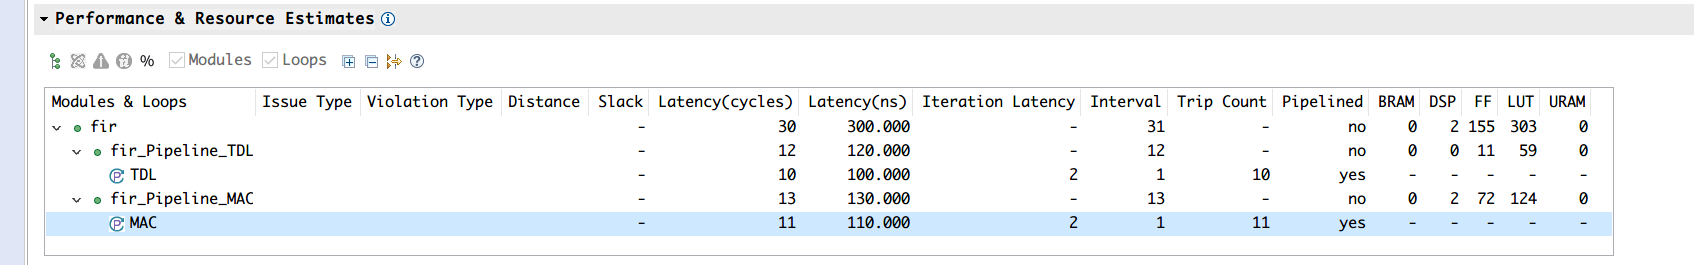 Performance & Resource Estimates
% Modules Loops
Modules & Loops Issue Type Violation Type Distance Slack Latency(cycles) Latency(ns) Iteration Latency Interval Trip Count Pipelined BRAM DSP FF LUT URAM
fir - 30 300.000 - 31 - no 0 2 155 303 0
fir_Pipeline_TDL - 12 120.000 - 12 - no 0 0 11 59 0
TDL - 10 100.000 2 1 10 yes - - - - -
fir_Pipeline_MAC - 13 130.000 - 13 - no 0 2 72 124 0
MAC - 11 110.000 2 1 11 yes - - - - -